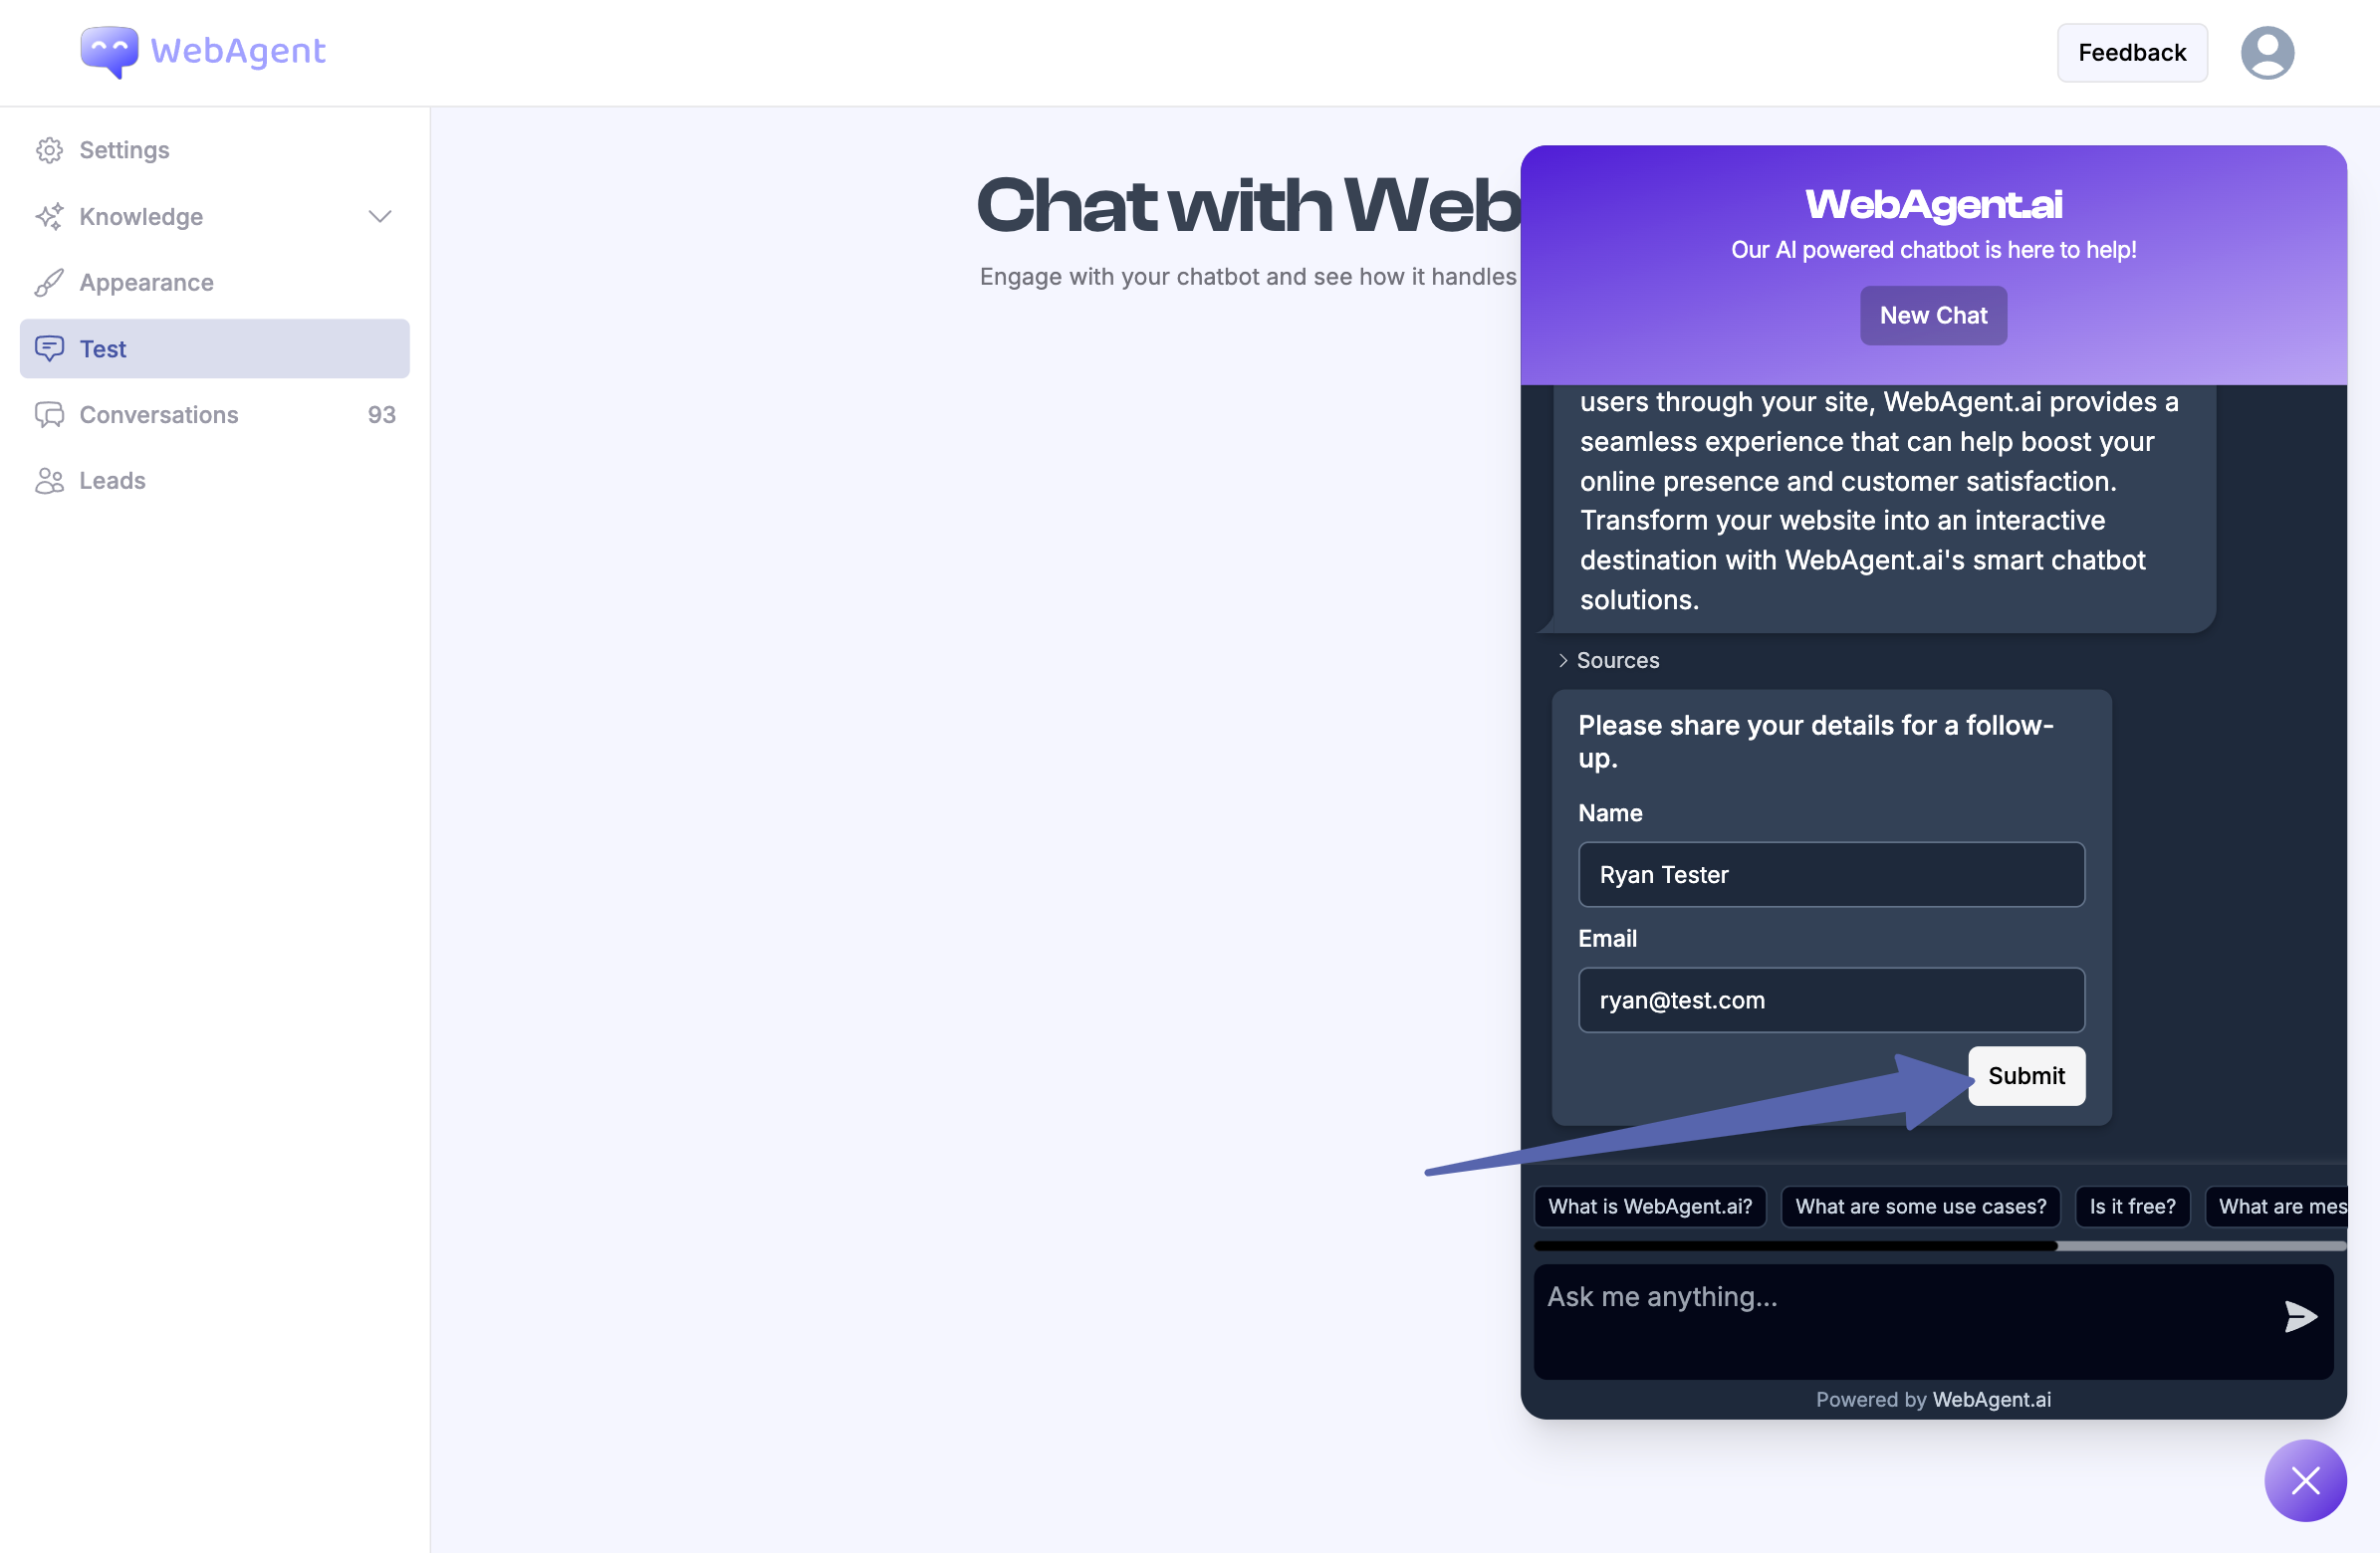 WebAgent
Feedback
Settings
Knowledge
Appearance
Test
Conversations 93
Leads
Chat with Web
Engage with your chatbot and see how it handles
WebAgent.ai
Our AI powered chatbot is here to help!
New Chat
users through your site, WebAgent.ai provides a
seamless experience that can help boost your
online presence and customer satisfaction.
Transform your website into an interactive
destination with WebAgent.ai's smart chatbot
solutions.
Sources
Please share your details for a follow-
up.
Name
Ryan Tester
Email
ryan@test.com
Submit
What is WebAgent.ai? What are some use cases? Is it free? What are mes
Ask me anything...
Powered by WebAgent.ai